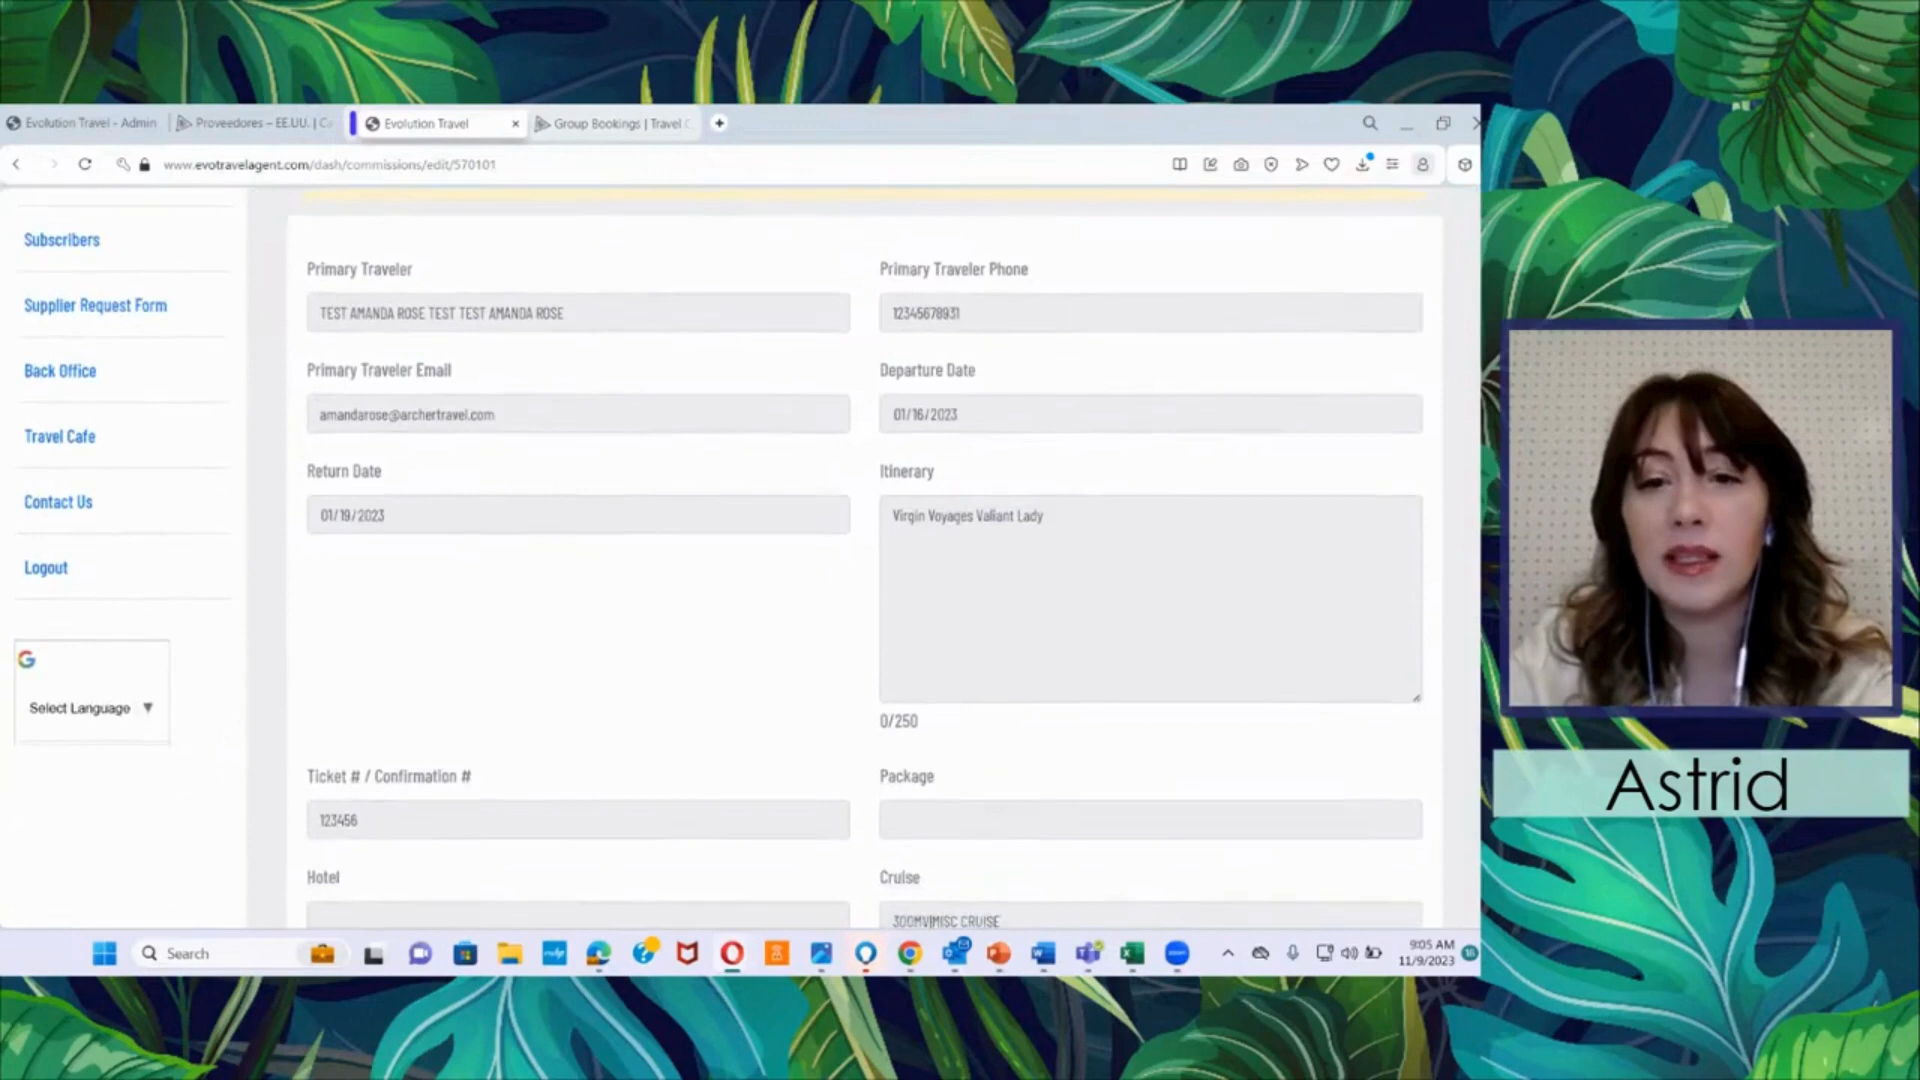 Evolution Travel - Admin
Proveedores – EE.UU. | Ca
Evolution Travel
Group Bookings | Travel C
www.evotravelagent.com/dash/commissions/edit/570101
Subscribers
Supplier Request Form
Back Office
Travel Cafe
Contact Us
Logout
G
Select Language ▼
Primary Traveler
TEST AMANDA ROSE TEST TEST AMANDA ROSE
Primary Traveler Phone
12345678931
Primary Traveler Email
amandarose@archertravel.com
Departure Date
01/16/2023
Return Date
01/19/2023
Itinerary
Virgin Voyages Valiant Lady
0/250
Ticket # / Confirmation #
123456
Package
Hotel
Cruise
300MV|MISC CRUISE
Astrid
Search
9:05 AM
11/9/2023